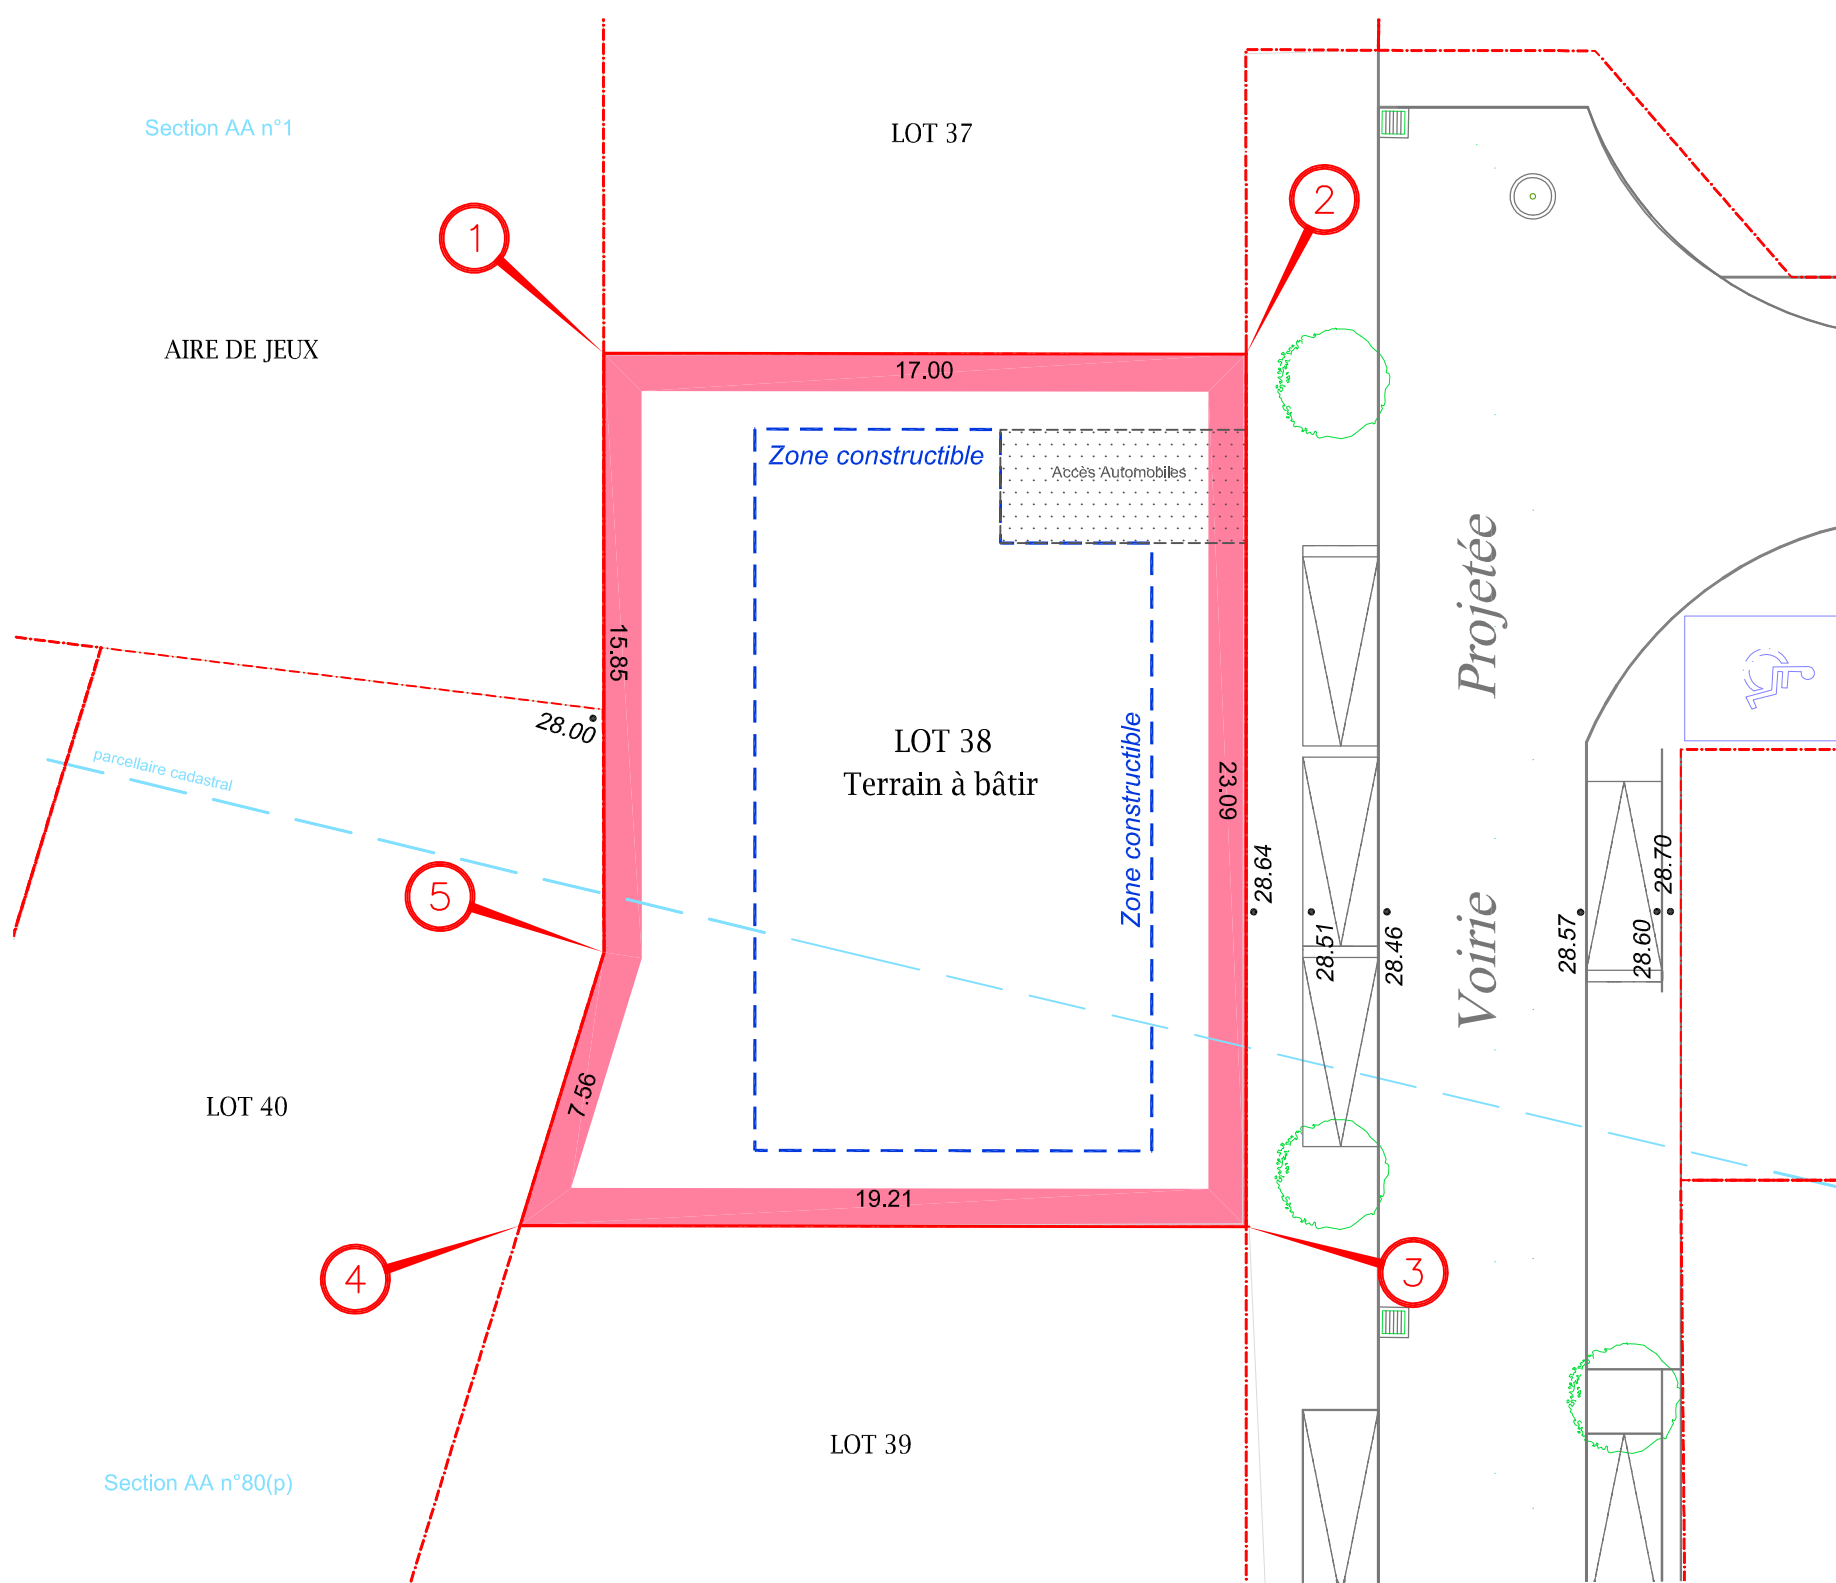 Section AA n°1
LOT 37
1
2
AIRE DE JEUX
17.00
Zone constructible
Accès Automobiles
15.85
Voirie Projetée
28.00
LOT 38
Terrain à bâtir
Zone constructible
23.09
parcellaire cadastral
5
28.64
28.51
28.46
28.57
28.60
28.70
LOT 40
7.56
19.21
4
3
LOT 39
Section AA n°80(p)